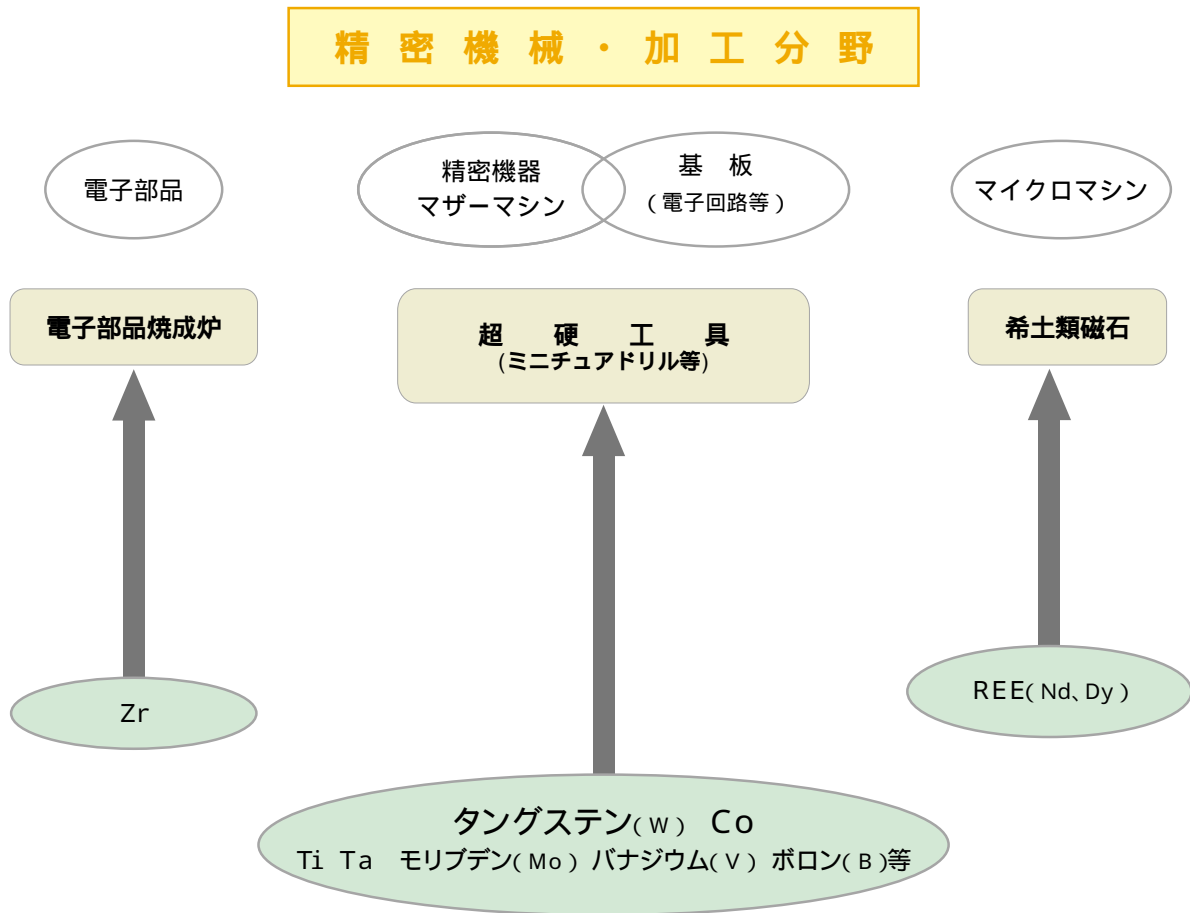 精密機械・加工分野
電子部品
精密機器
マザーマシン
基 板
(電子回路等)
マイクロマシン
電子部品焼成炉
超 硬 工 具
(ミニチュアドリル等)
希土類磁石
Zr
REE(Nd、Dy)
タングステン(W) Co
Ti Ta モリブデン(Mo) バナジウム(V) ボロン(B)等